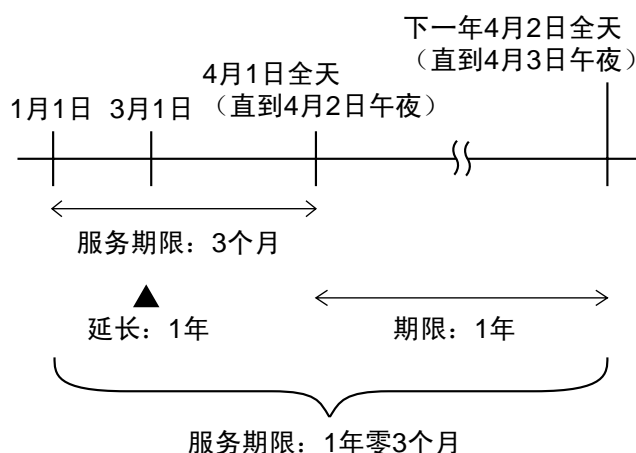 下一年4月2日全天
（直到4月3日午夜）
4月1日全天
（直到4月2日午夜）
1月1日 3月1日
服务期限：3个月
延长：1年
期限：1年
服务期限：1年零3个月